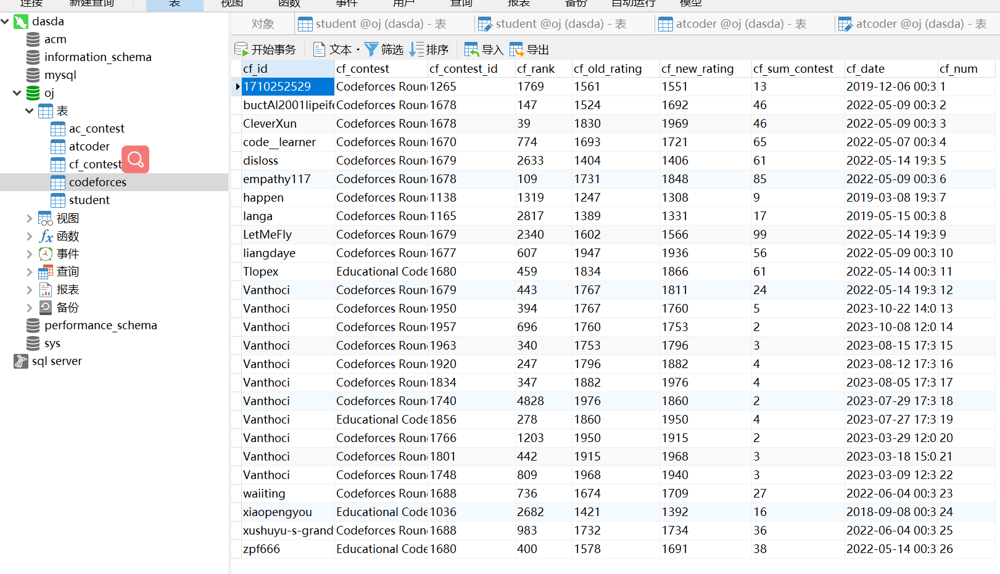 连接 新建查询 表 视图 函数 事件 用户 查询 报表 备份 自动运行 模型
dasda
acm
information_schema
mysql
oj
表
ac_contest
atcoder
cf_contest
codeforces
student
视图
函数
事件
查询
报表
备份
performance_schema
sys
sql server
对象 student @oj (dasda) - 表 student @oj (dasda) - 表 atcoder @oj (dasda) - 表 atcoder @oj (dasda) - 表
开始事务 文本 筛选 排序 导入 导出
cf_id cf_contest cf_contest_id cf_rank cf_old_rating cf_new_rating cf_sum_contest cf_date cf_num
1710252529 Codeforces Roun 1265 1769 1561 1551 13 2019-12-06 00:3 1
buctAI2001lipeife Codeforces Roun 1678 147 1524 1692 46 2022-05-09 00:3 2
CleverXun Codeforces Roun 1678 39 1830 1969 46 2022-05-09 00:3 3
code__learner Codeforces Roun 1670 774 1693 1721 65 2022-05-07 00:3 4
disloss Codeforces Roun 1679 2633 1404 1406 61 2022-05-14 19:3 5
empathy117 Codeforces Roun 1678 109 1731 1848 85 2022-05-09 00:3 6
happen Codeforces Roun 1138 1319 1247 1308 9 2019-03-08 19:3 7
langa Codeforces Roun 1165 2817 1389 1331 17 2019-05-15 00:3 8
LetMeFly Codeforces Roun 1679 2340 1602 1566 99 2022-05-14 19:3 9
liangdaye Codeforces Roun 1677 607 1947 1936 56 2022-05-09 00:3 10
Tlopex Educational Code 1680 459 1834 1866 61 2022-05-14 00:3 11
Vanthoci Codeforces Roun 1679 443 1767 1811 24 2022-05-14 19:3 12
Vanthoci Codeforces Roun 1950 394 1767 1760 5 2023-10-22 14:0 13
Vanthoci Codeforces Roun 1957 696 1760 1753 2 2023-10-08 12:0 14
Vanthoci Codeforces Roun 1963 340 1753 1796 3 2023-08-15 17:3 15
Vanthoci Codeforces Roun 1920 247 1796 1882 4 2023-08-12 17:3 16
Vanthoci Codeforces Roun 1834 347 1882 1976 4 2023-08-05 17:3 17
Vanthoci Codeforces Roun 1740 4828 1976 1860 2 2023-07-29 17:3 18
Vanthoci Educational Code 1856 278 1860 1950 4 2023-07-27 17:3 19
Vanthoci Codeforces Roun 1766 1203 1950 1915 2 2023-03-29 12:0 20
Vanthoci Codeforces Roun 1801 442 1915 1968 3 2023-03-18 15:0 21
Vanthoci Codeforces Roun 1748 809 1968 1940 3 2023-03-09 12:3 22
waiiting Codeforces Roun 1688 736 1674 1709 27 2022-06-04 00:3 23
xiaopengyou Educational Code 1036 2682 1421 1392 16 2018-09-08 00:3 24
xushuyu-s-grand Codeforces Roun 1688 983 1732 1734 36 2022-06-04 00:3 25
zpf666 Educational Code 1680 400 1578 1691 38 2022-05-14 00:3 26